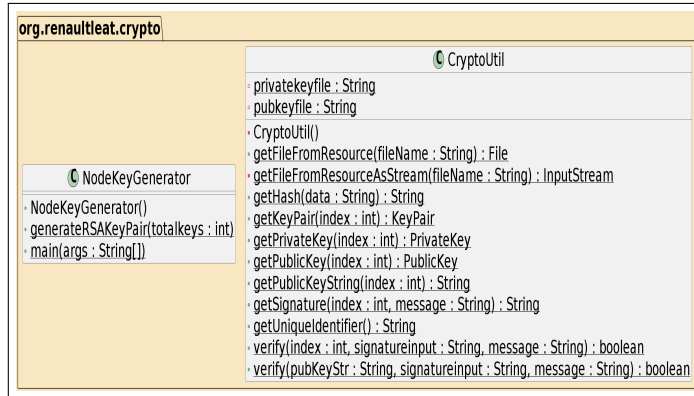 org.renaultleat.crypto
C CryptoUtil
privatekeyfile : String
pubkeyfile : String
CryptoUtil()
getFileFromResource(fileName : String) : File
getFileFromResourceAsStream(fileName : String) : InputStream
getHash(data : String) : String
getKeyPair(index : int) : KeyPair
getPrivateKey(index : int) : PrivateKey
getPublicKey(index : int) : PublicKey
getPublicKeyString(index : int) : String
getSignature(index : int, message : String) : String
getUniqueIdentifier() : String
verify(index : int, signatureinput : String, message : String) : boolean
verify(pubKeyStr : String, signatureinput : String, message : String) : boolean
C NodeKeyGenerator
NodeKeyGenerator()
generateRSAKeyPair(totalkeys : int)
main(args : String[])